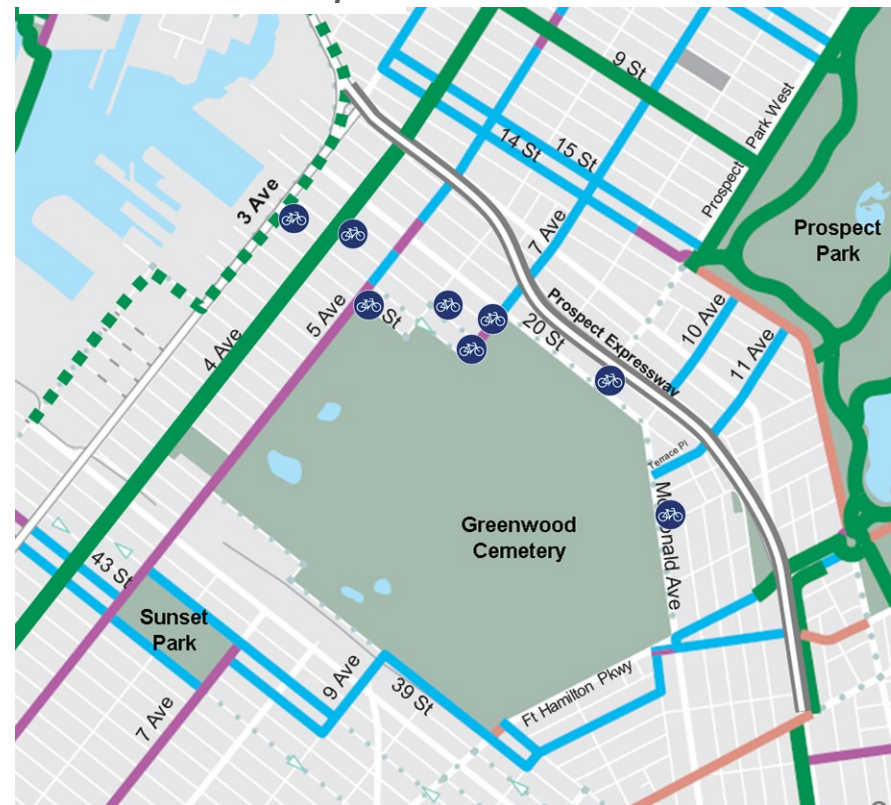 9 St
Prospect
Park West
15 St
14 St
3 Ave
7 Ave
Prospect
Park
5 Ave
St
20 St
Prospect Expressway
10 Ave
4 Ave
11 Ave
Terrace Pl
Greenwood
Cemetery
McDonald Ave
43 St
Sunset
Park
9 Ave
39 St
Ft Hamilton Pkwy
7 Ave